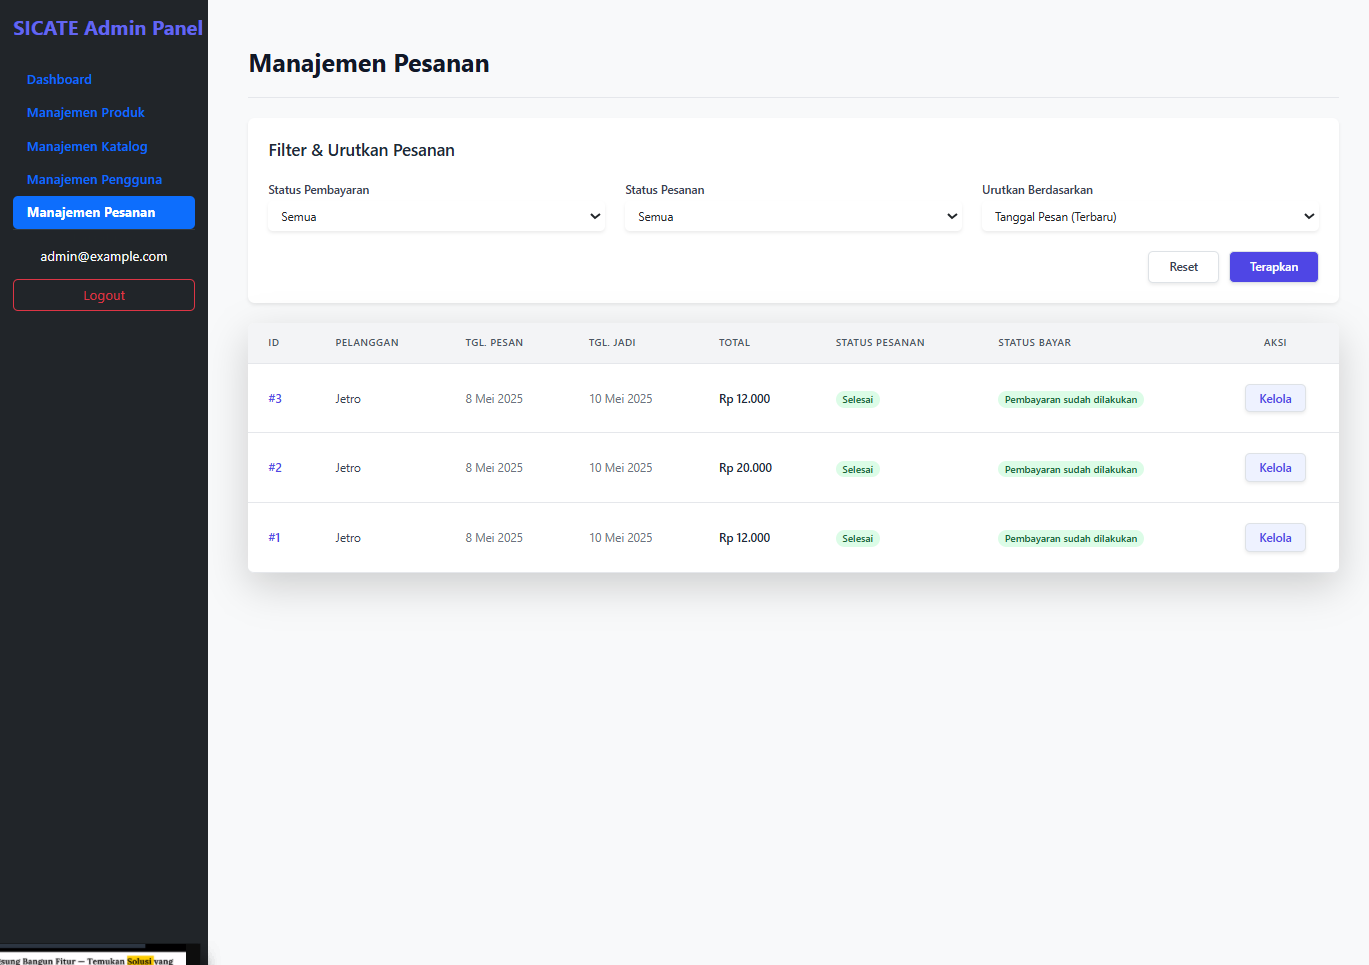 SICATE Admin Panel
Dashboard
Manajemen Produk
Manajemen Katalog
Manajemen Pengguna
Manajemen Pesanan
admin@example.com
Logout
Manajemen Pesanan
Filter & Urutkan Pesanan
Status Pembayaran Status Pesanan Urutkan Berdasarkan
Semua Semua Tanggal Pesan (Terbaru)
Reset Terapkan
ID PELANGGAN TGL. PESAN TGL. JADI TOTAL STATUS PESANAN STATUS BAYAR AKSI
#3 Jetro 8 Mei 2025 10 Mei 2025 Rp 12.000 Selesai Pembayaran sudah dilakukan Kelola
#2 Jetro 8 Mei 2025 10 Mei 2025 Rp 20.000 Selesai Pembayaran sudah dilakukan Kelola
#1 Jetro 8 Mei 2025 10 Mei 2025 Rp 12.000 Selesai Pembayaran sudah dilakukan Kelola
Bangun Fitur — Temukan Solusi yang